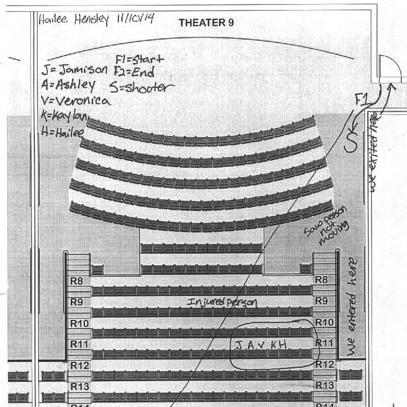 Hailee Hensley 11/10/14
THEATER 9
F1=Start
J=Jamison F2=End
A=Ashley S=shooter
V=Veronica
K=Kaylan
H=Hailee
F1
S
we exited here
Saw person
not
moving
We entered here
R8 R8
R9 Injured person R9
R10 R10
R11 J A V K H R11
R12 R12
R13 R13